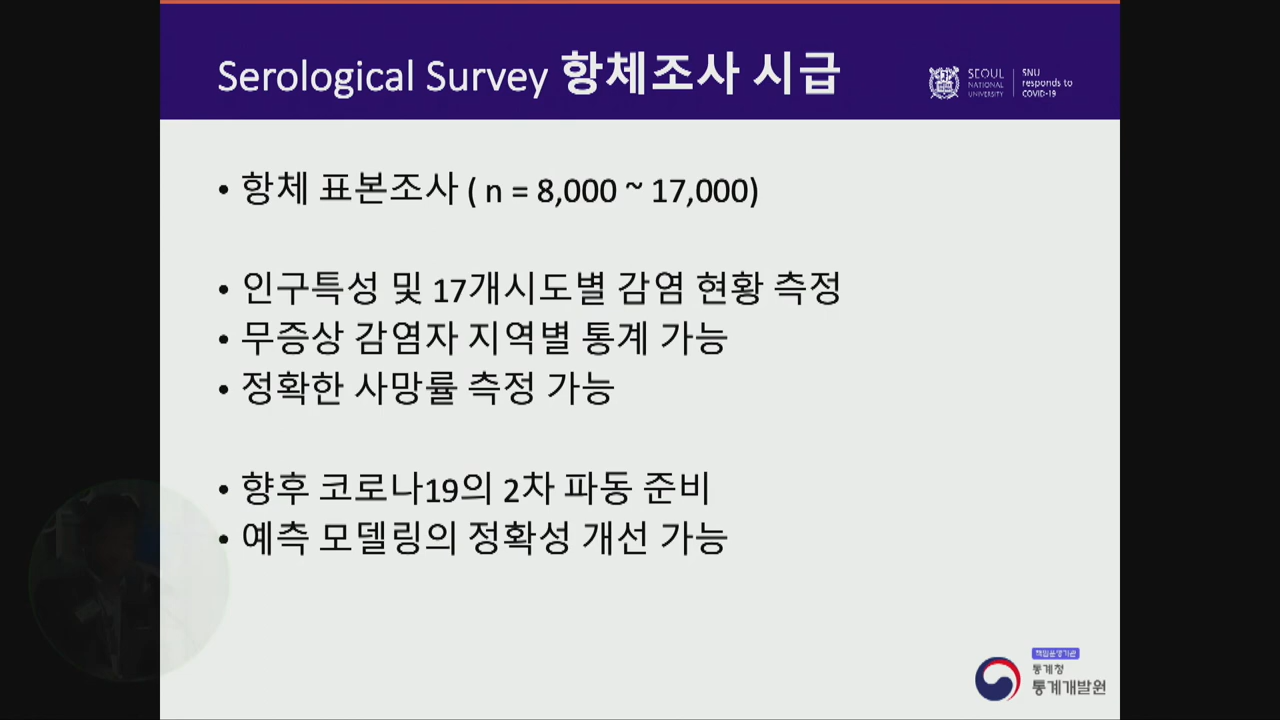 Serological Survey 항체조사 시급
SEOUL
NATIONAL
UNIVERSITY
SNU
responds to
COVID-19
• 항체 표본조사 ( n = 8,000 ~ 17,000)
• 인구특성 및 17개시도별 감염 현황 측정
• 무증상 감염자 지역별 통계 가능
• 정확한 사망률 측정 가능
• 향후 코로나19의 2차 파동 준비
• 예측 모델링의 정확성 개선 가능
책임운영기관
통계청
통계개발원